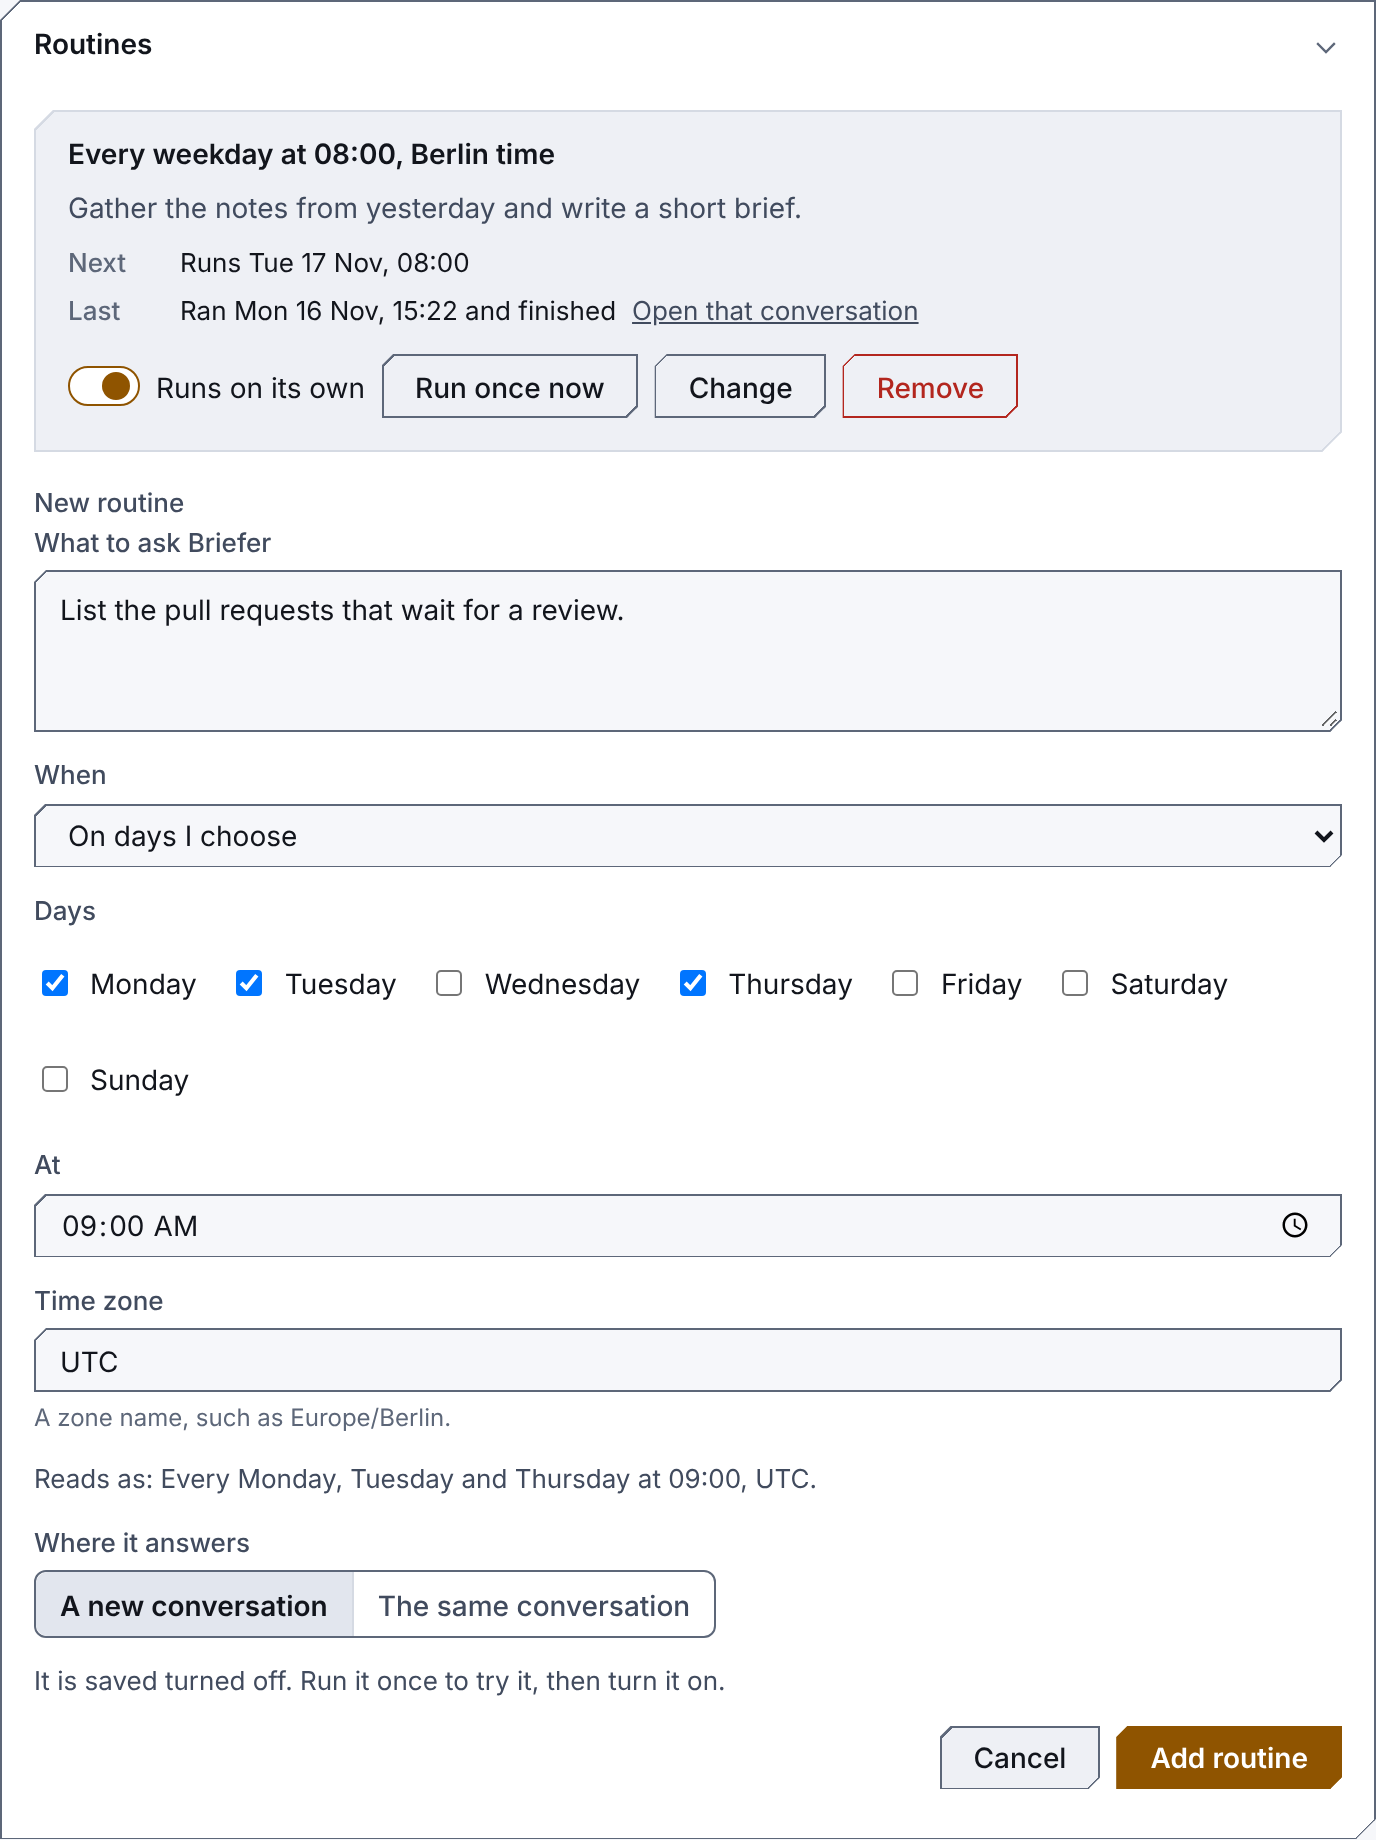 Routines
Every weekday at 08:00, Berlin time
Gather the notes from yesterday and write a short brief.
Next Runs Tue 17 Nov, 08:00
Last Ran Mon 16 Nov, 15:22 and finished Open that conversation
Runs on its own Run once now Change Remove
New routine
What to ask Briefer
List the pull requests that wait for a review.
When
On days I choose
Days
Monday Tuesday Wednesday Thursday Friday Saturday
Sunday
At
09:00 AM
Time zone
UTC
A zone name, such as Europe/Berlin.
Reads as: Every Monday, Tuesday and Thursday at 09:00, UTC.
Where it answers
A new conversation The same conversation
It is saved turned off. Run it once to try it, then turn it on.
Cancel Add routine